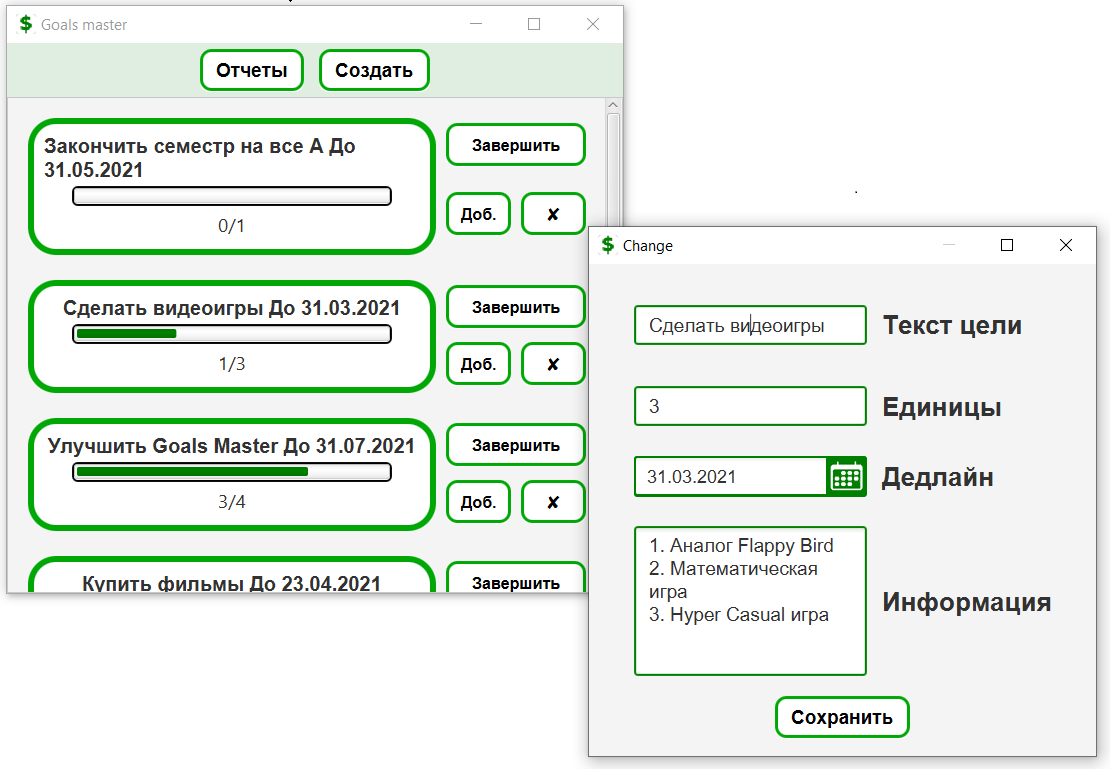 Goals master
Отчеты
Создать
Закончить семестр на все А До
31.05.2021
0/1
Завершить
Доб.
✘
Сделать видеоигры До 31.03.2021
1/3
Завершить
Доб.
✘
Улучшить Goals Master До 31.07.2021
3/4
Завершить
Доб.
✘
Купить фильмы До 23.04.2021
Завершить
Change
Сделать видеоигры
Текст цели
3
Единицы
31.03.2021
Дедлайн
1. Аналог Flappy Bird
2. Математическая
игра
3. Hyper Casual игра
Информация
Сохранить